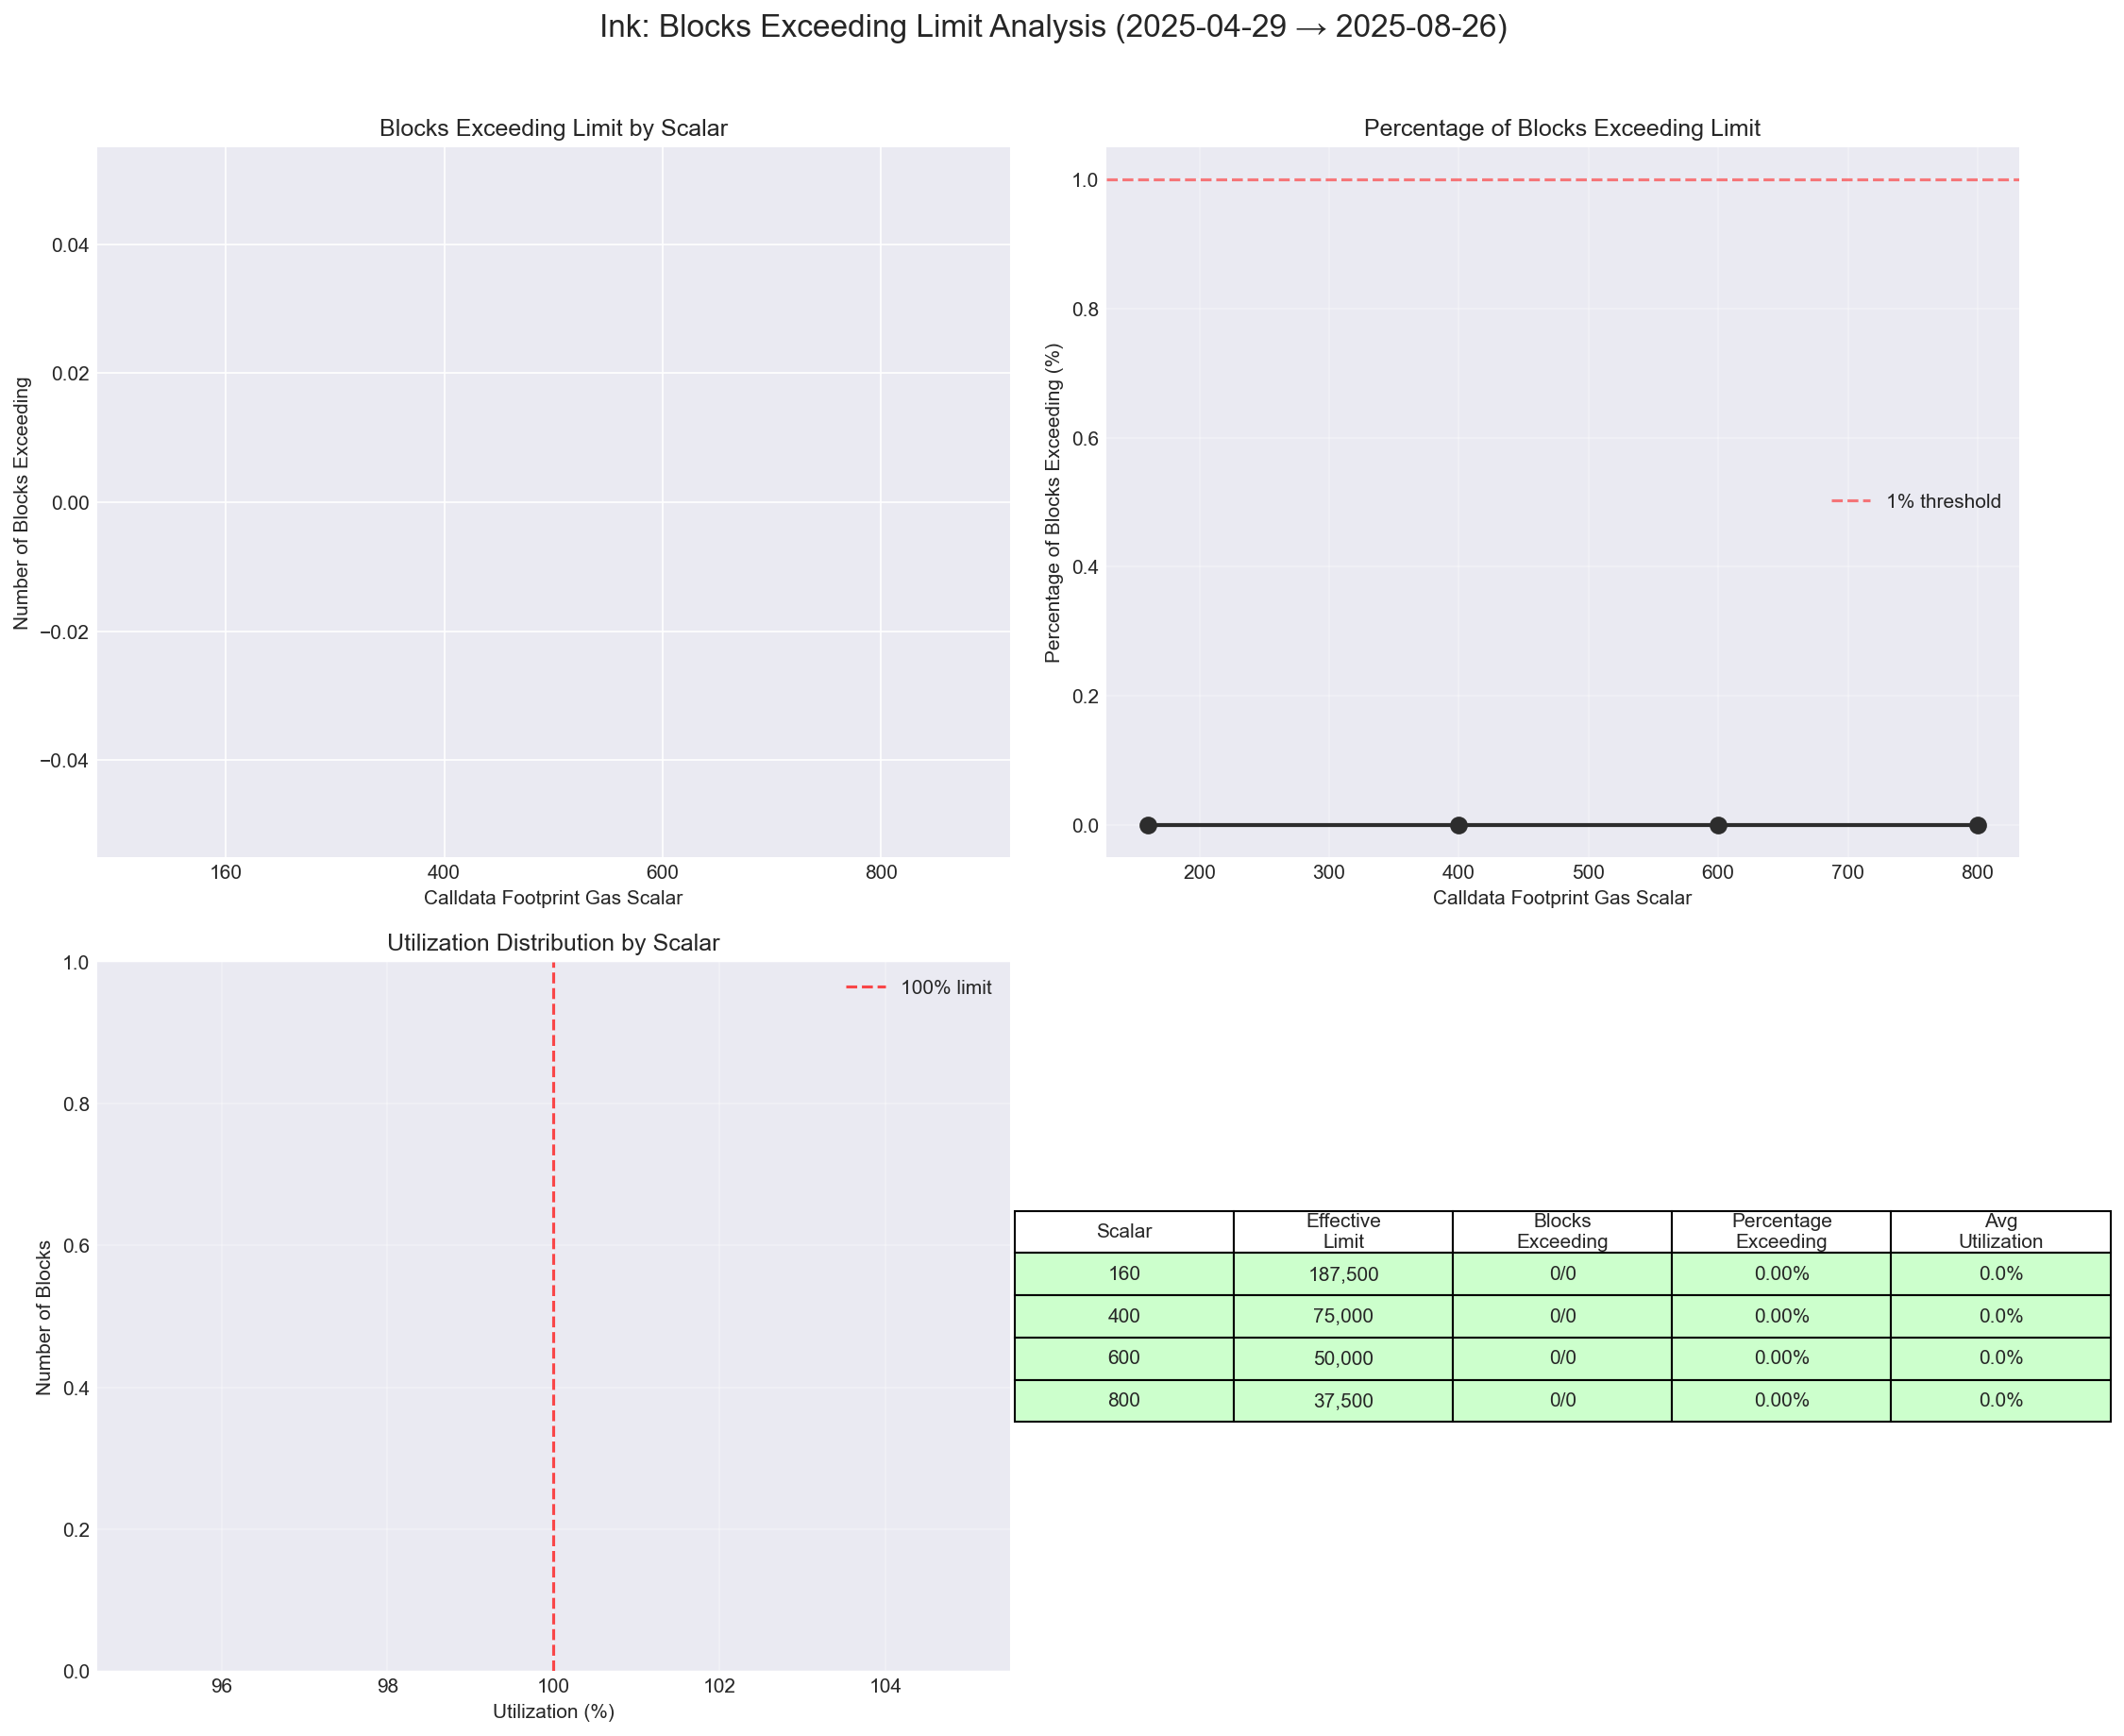 Ink: Blocks Exceeding Limit Analysis (2025-04-29 → 2025-08-26)
Blocks Exceeding Limit by Scalar
Number of Blocks Exceeding
0.04
0.02
0.00
−0.02
−0.04
160 400 600 800
Calldata Footprint Gas Scalar
Percentage of Blocks Exceeding Limit
Percentage of Blocks Exceeding (%)
1.0
0.8
0.6
0.4
0.2
0.0
1% threshold
200 300 400 500 600 700 800
Calldata Footprint Gas Scalar
Utilization Distribution by Scalar
Number of Blocks
1.0
0.8
0.6
0.4
0.2
0.0
100% limit
96 98 100 102 104
Utilization (%)
Scalar Effective Limit Blocks Exceeding Percentage Exceeding Avg Utilization
160 187,500 0/0 0.00% 0.0%
400 75,000 0/0 0.00% 0.0%
600 50,000 0/0 0.00% 0.0%
800 37,500 0/0 0.00% 0.0%